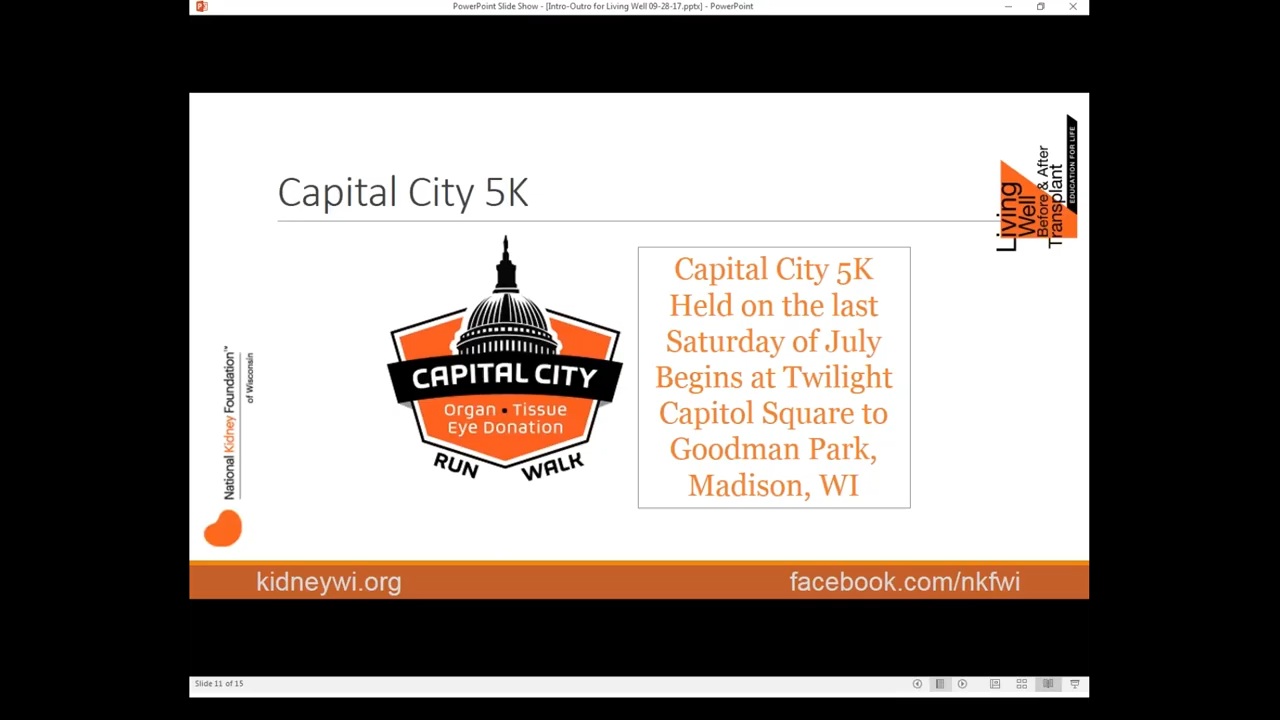 PowerPoint Slide Show - [Intro-Outro for Living Well 09-28-17.pptx] - PowerPoint
Capital City 5K
Living
Well
Before & After
Transplant
EDUCATION FOR LIFE
CAPITAL CITY
Organ • Tissue
Eye Donation
RUN WALK
Capital City 5K
Held on the last
Saturday of July
Begins at Twilight
Capitol Square to
Goodman Park,
Madison, WI
National Kidney Foundation™
of Wisconsin
kidneywi.org
facebook.com/nkfwi
Slide 11 of 15